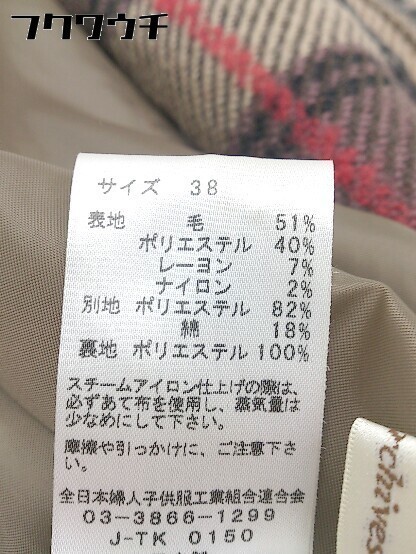 フクワウチ
サイズ 38
表地 毛 51%
ポリエステル 40%
レーヨン 7%
ナイロン 2%
別地 ポリエステル 82%
綿 18%
裏地 ポリエステル 100%
スチームアイロン仕上げの際は、
必ずあて布を使用し、蒸気量は
少なめにして下さい。
摩擦や引っかけに、ご注意下さ
い。
全日本婦人子供服工業組合連合会
03-3866-1299
J-TK 0150